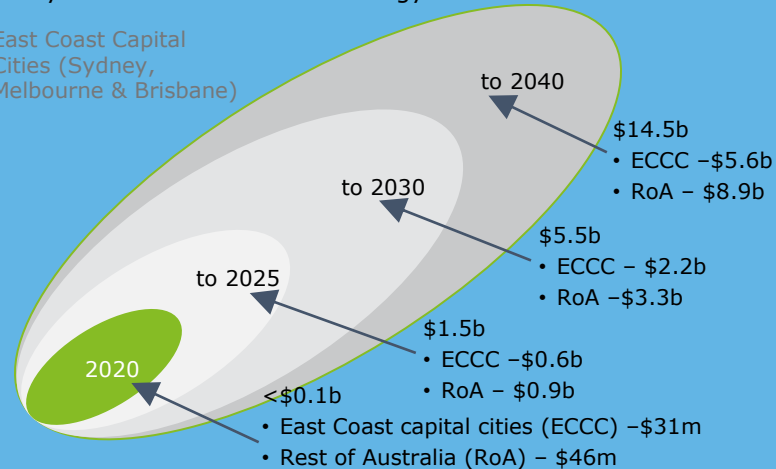 East Coast Capital
Cities (Sydney,
Melbourne & Brisbane)
to 2040
$14.5b
• ECCC –$5.6b
• RoA – $8.9b
to 2030
$5.5b
• ECCC – $2.2b
• RoA –$3.3b
to 2025
$1.5b
• ECCC –$0.6b
• RoA – $0.9b
2020
<$0.1b
• East Coast capital cities (ECCC) –$31m
• Rest of Australia (RoA) – $46m